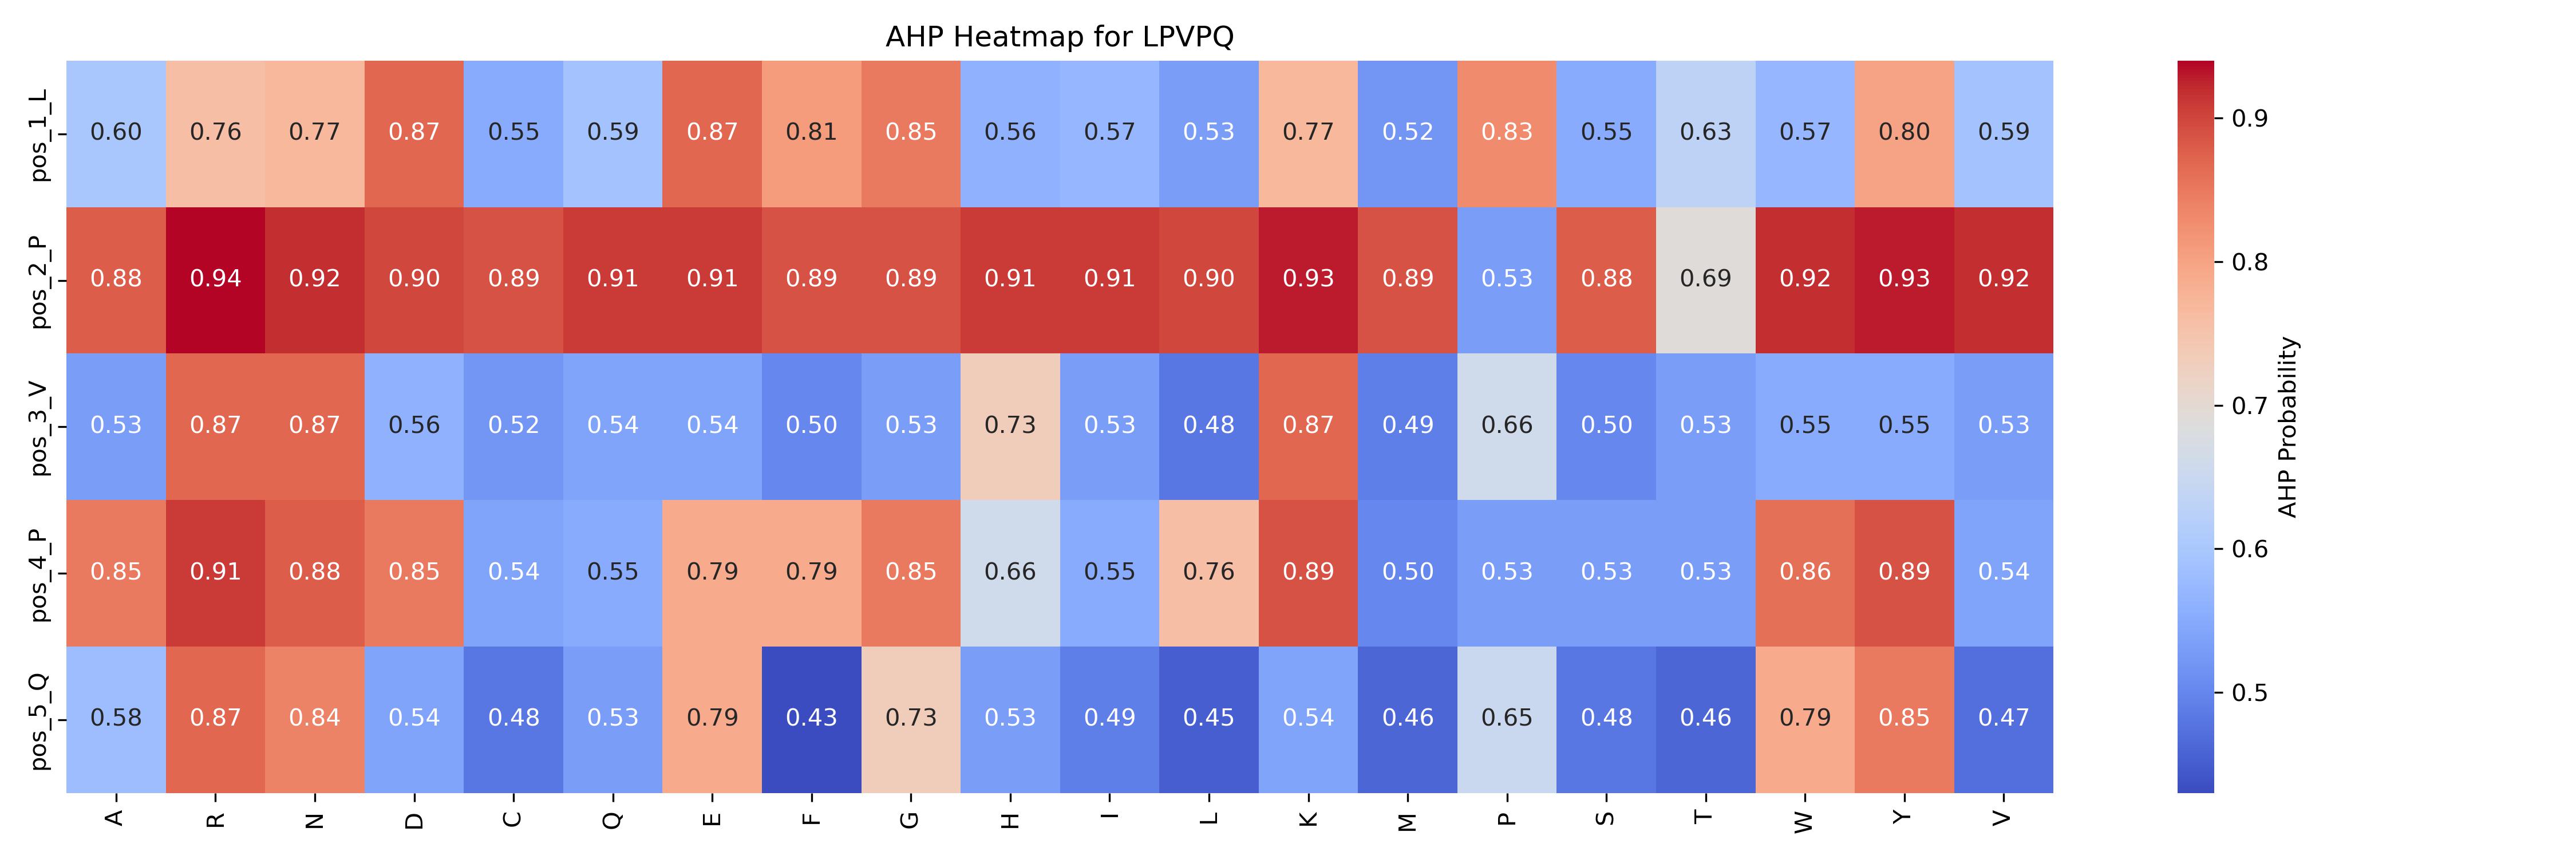 AHP Heatmap for LPVPQ
pos_1_L 0.60 0.76 0.77 0.87 0.55 0.59 0.87 0.81 0.85 0.56 0.57 0.53 0.77 0.52 0.83 0.55 0.63 0.57 0.80 0.59
pos_2_P 0.88 0.94 0.92 0.90 0.89 0.91 0.91 0.89 0.89 0.91 0.91 0.90 0.93 0.89 0.53 0.88 0.69 0.92 0.93 0.92
pos_3_V 0.53 0.87 0.87 0.56 0.52 0.54 0.54 0.50 0.53 0.73 0.53 0.48 0.87 0.49 0.66 0.50 0.53 0.55 0.55 0.53
pos_4_P 0.85 0.91 0.88 0.85 0.54 0.55 0.79 0.79 0.85 0.66 0.55 0.76 0.89 0.50 0.53 0.53 0.53 0.86 0.89 0.54
pos_5_Q 0.58 0.87 0.84 0.54 0.48 0.53 0.79 0.43 0.73 0.53 0.49 0.45 0.54 0.46 0.65 0.48 0.46 0.79 0.85 0.47
A R N D C Q E F G H I L K M P S T W Y V
0.9
0.8
0.7
0.6
0.5
AHP Probability